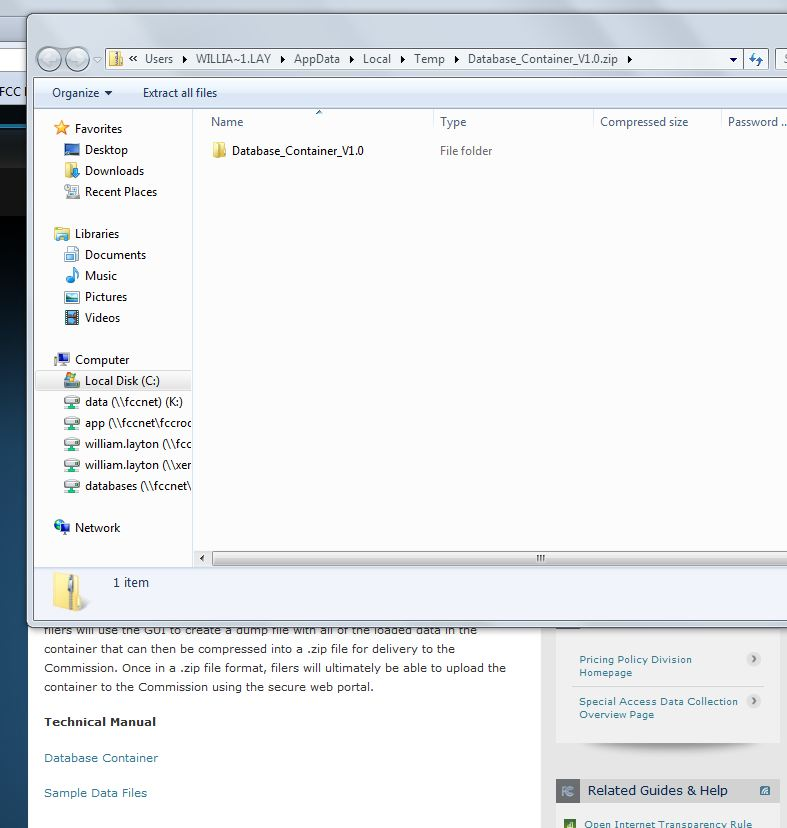 FCC
« Users ▸ WILLIA~1.LAY ▸ AppData ▸ Local ▸ Temp ▸ Database_Container_V1.0.zip ▸
Organize Extract all files
Name Type Compressed size Password ..
Favorites
Desktop
Downloads
Recent Places
Libraries
Documents
Music
Pictures
Videos
Computer
Local Disk (C:)
data (\\fccnet) (K:)
app (\\fccnet\fccroo
william.layton (\\fcc
william.layton (\\xer
databases (\\fccnet\
Network
Database_Container_V1.0 File folder
1 item
filers will use the GUI to create a dump file with all of the loaded data in the
container that can then be compressed into a .zip file for delivery to the
Commission. Once in a .zip file format, filers will ultimately be able to upload the
container to the Commission using the secure web portal.
Technical Manual
Database Container
Sample Data Files
Pricing Policy Division
Homepage
Special Access Data Collection
Overview Page
Related Guides & Help
Open Internet Transparency Rule